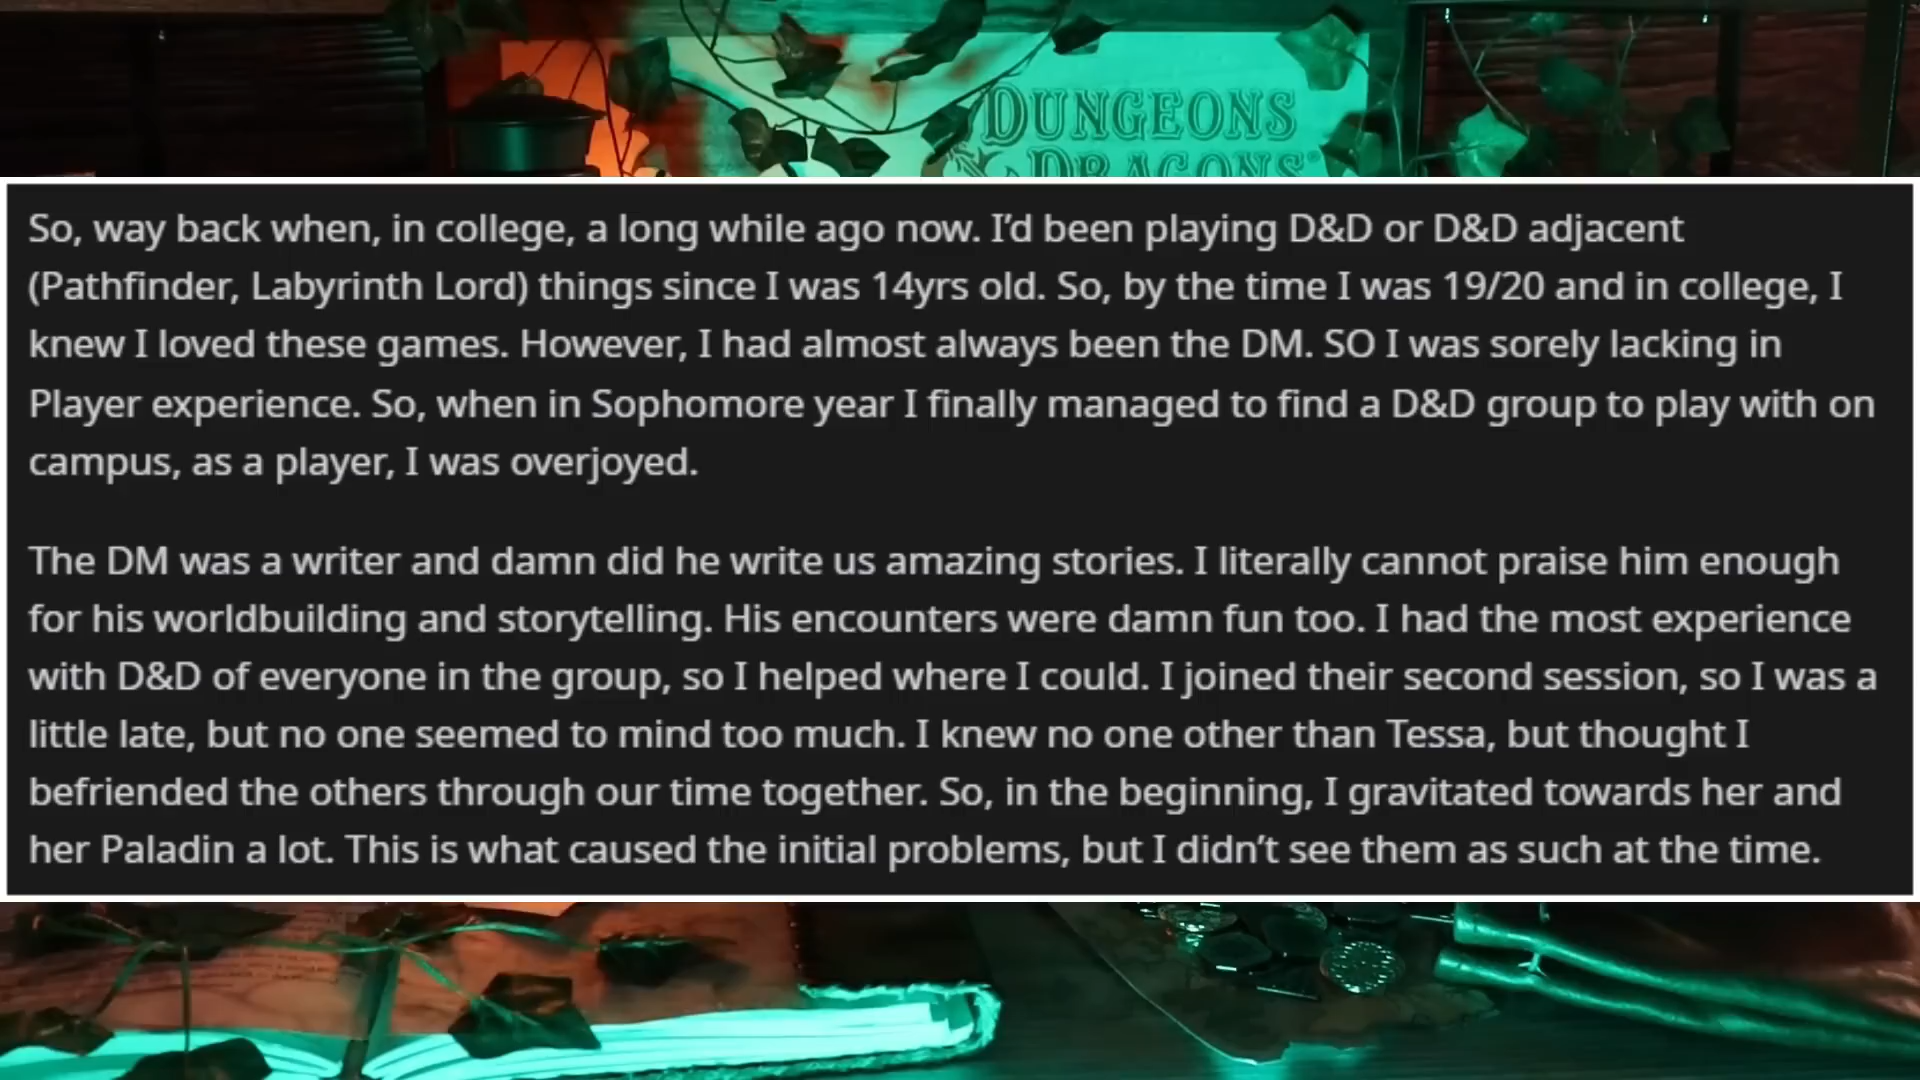 DUNGEONS
DRAGONS
So, way back when, in college, a long while ago now. I’d been playing D&D or D&D adjacent
(Pathfinder, Labyrinth Lord) things since I was 14yrs old. So, by the time I was 19/20 and in college, I
knew I loved these games. However, I had almost always been the DM. SO I was sorely lacking in
Player experience. So, when in Sophomore year I finally managed to find a D&D group to play with on
campus, as a player, I was overjoyed.
The DM was a writer and damn did he write us amazing stories. I literally cannot praise him enough
for his worldbuilding and storytelling. His encounters were damn fun too. I had the most experience
with D&D of everyone in the group, so I helped where I could. I joined their second session, so I was a
little late, but no one seemed to mind too much. I knew no one other than Tessa, but thought I
befriended the others through our time together. So, in the beginning, I gravitated towards her and
her Paladin a lot. This is what caused the initial problems, but I didn’t see them as such at the time.